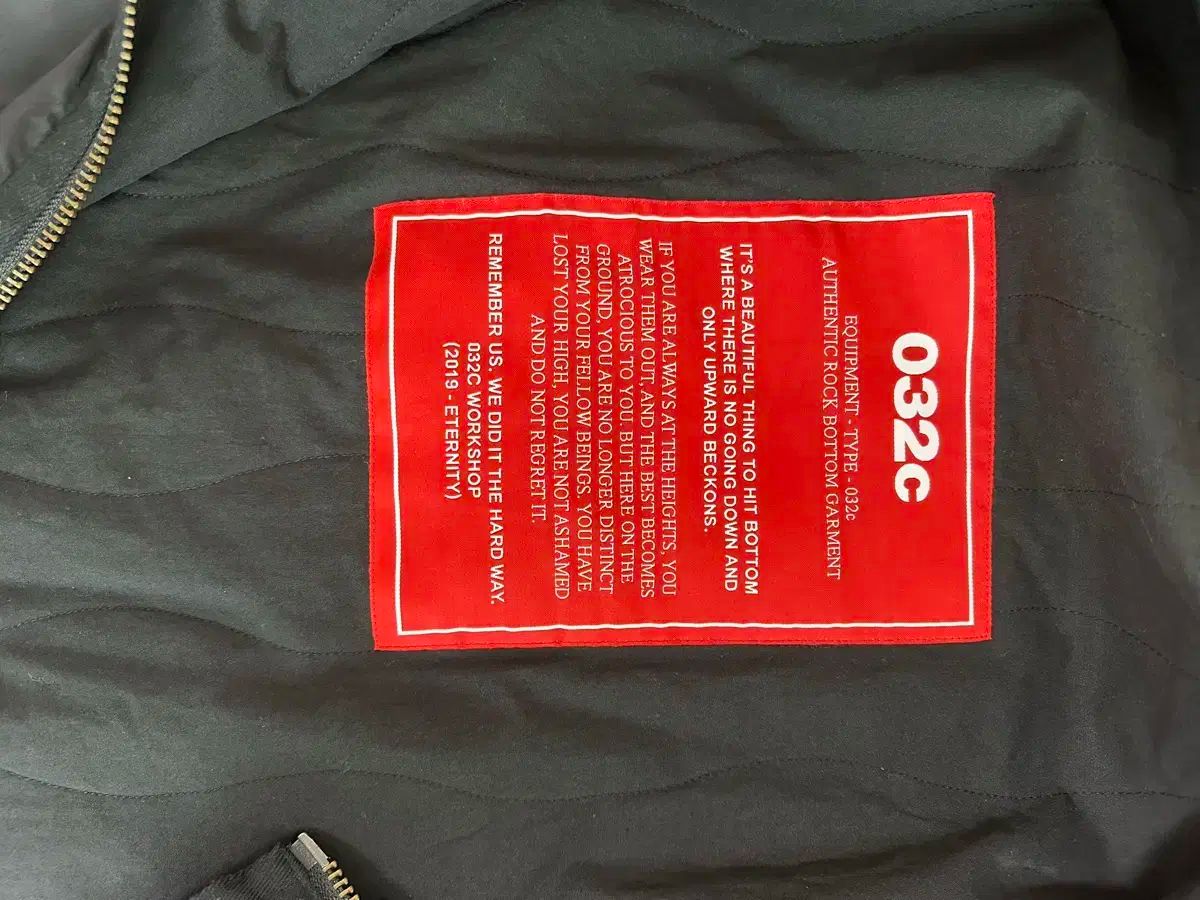 032c
EQUIPMENT - TYPE - 032c
AUTHENTIC ROCK BOTTOM GARMENT
IT'S A BEAUTIFUL THING TO HIT BOTTOM
WHERE THERE IS NO GOING DOWN AND
ONLY UPWARD BECKONS.
IF YOU ARE ALWAYS AT THE HEIGHTS, YOU
WEAR THEM OUT, AND THE BEST BECOMES
ATROCIOUS TO YOU. BUT HERE ON THE
GROUND, YOU ARE NO LONGER DISTINCT
FROM YOUR FELLOW BEINGS. YOU HAVE
LOST YOUR HIGH, YOU ARE NOT ASHAMED
AND DO NOT REGRET IT.
REMEMBER US. WE DID IT THE HARD WAY.
032C WORKSHOP
(2019 - ETERNITY)